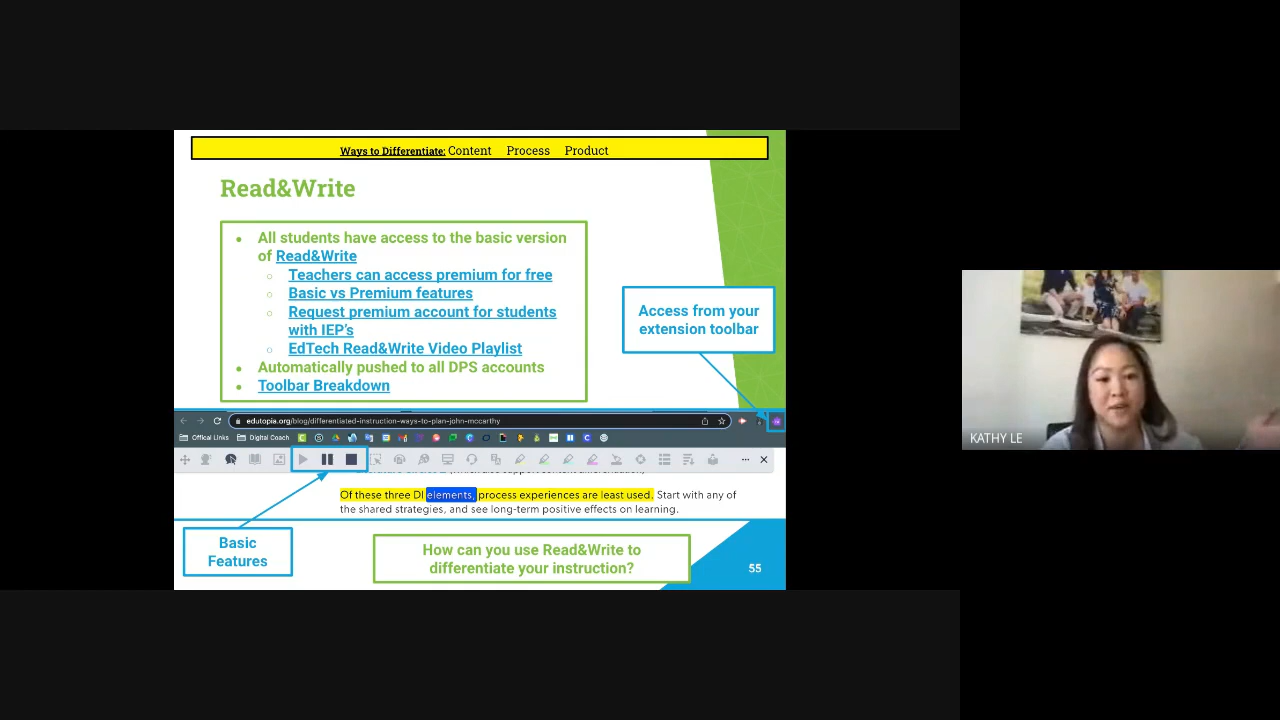 Ways to Differentiate: Content Process Product
Read&Write
All students have access to the basic version
of Read&Write
Teachers can access premium for free
Basic vs Premium features
Request premium account for students
with IEP's
EdTech Read&Write Video Playlist
Automatically pushed to all DPS accounts
Toolbar Breakdown
Access from your
extension toolbar
edutopia.org/blog/differentiated-instruction-ways-to-plan-john-mccarthy
Offical Links Digital Coach
Of these three DI elements, process experiences are least used. Start with any of
the shared strategies, and see long-term positive effects on learning.
Basic
Features
How can you use Read&Write to
differentiate your instruction?
55
KATHY LE